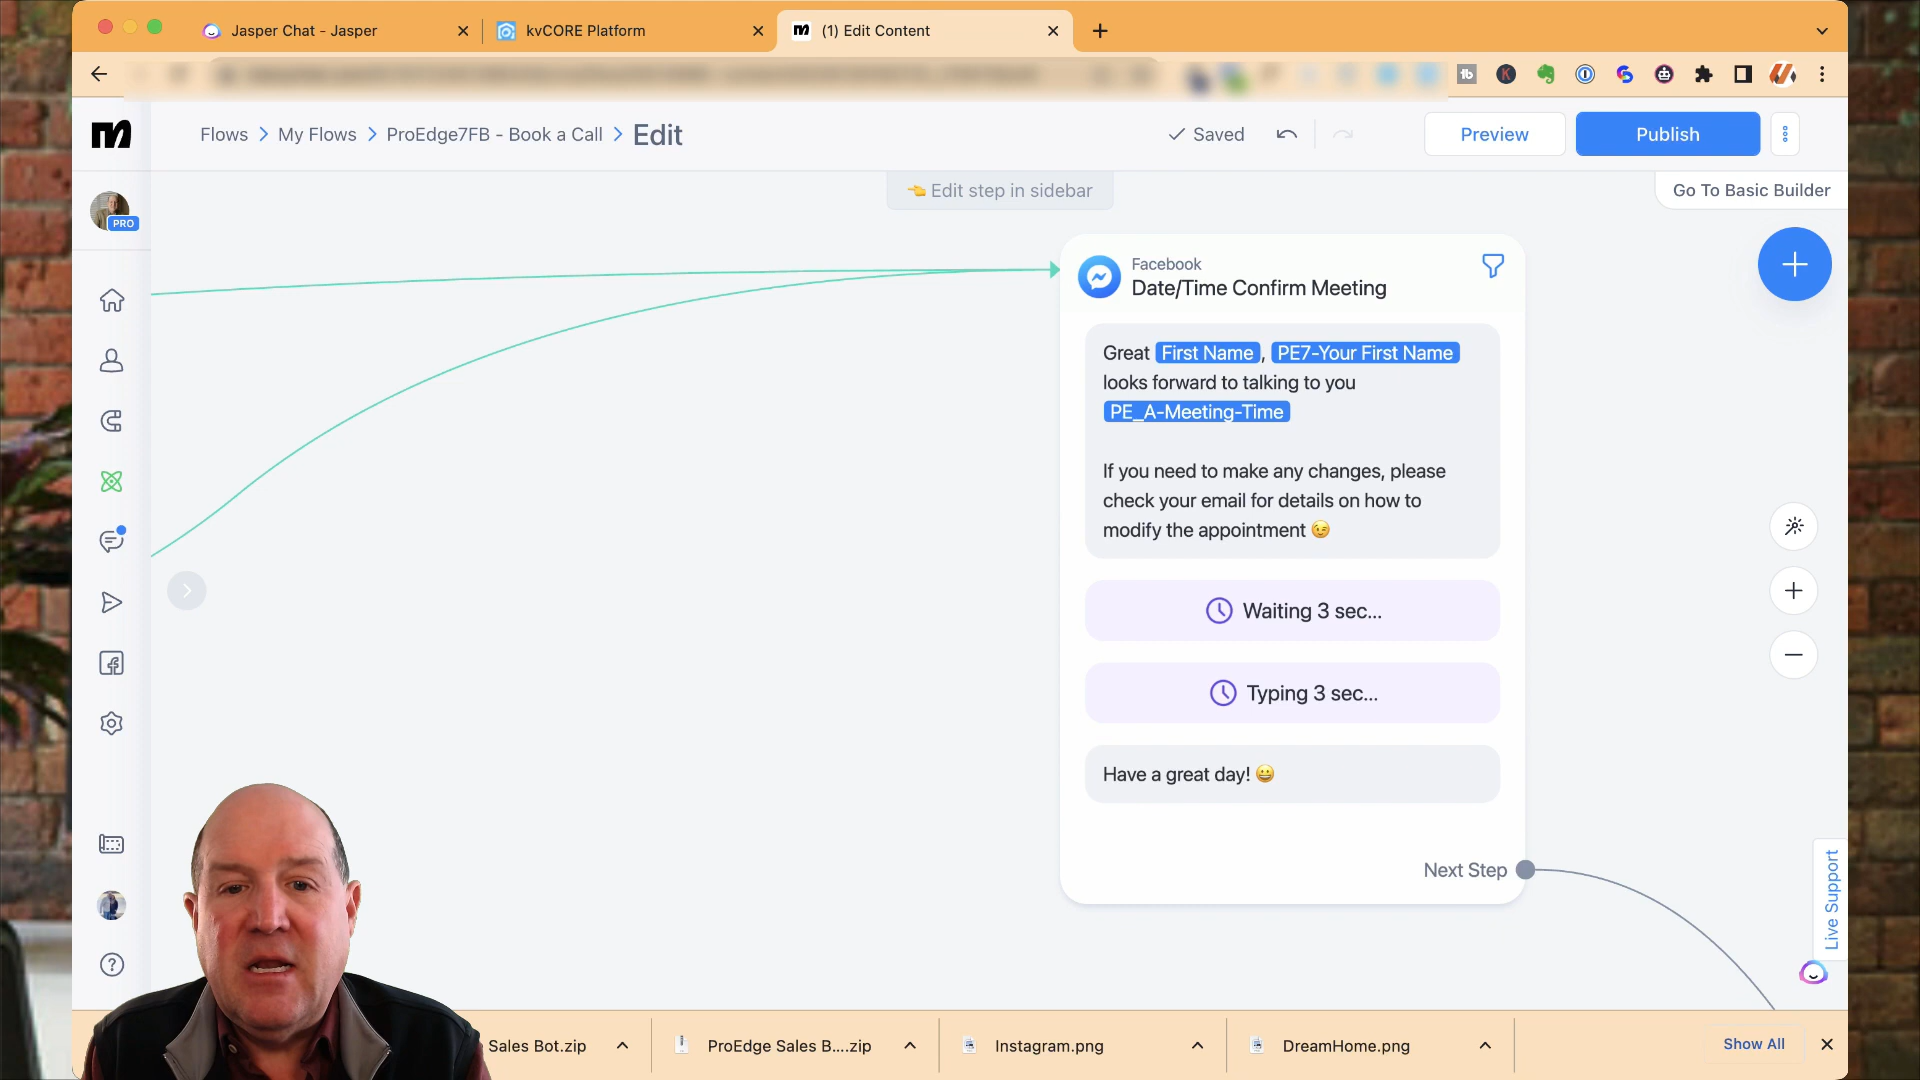 Jasper Chat - Jasper
kvCORE Platform
(1) Edit Content
Flows > My Flows > ProEdge7FB - Book a Call > Edit
Saved
Preview
Publish
👈 Edit step in sidebar
Go To Basic Builder
PRO
Facebook
Date/Time Confirm Meeting
Great First Name, PE7-Your First Name
looks forward to talking to you
PE_A-Meeting-Time
If you need to make any changes, please
check your email for details on how to
modify the appointment 😉
Waiting 3 sec...
Typing 3 sec...
Have a great day! 😀
Next Step
Live Support
Sales Bot.zip
ProEdge Sales B....zip
Instagram.png
DreamHome.png
Show All